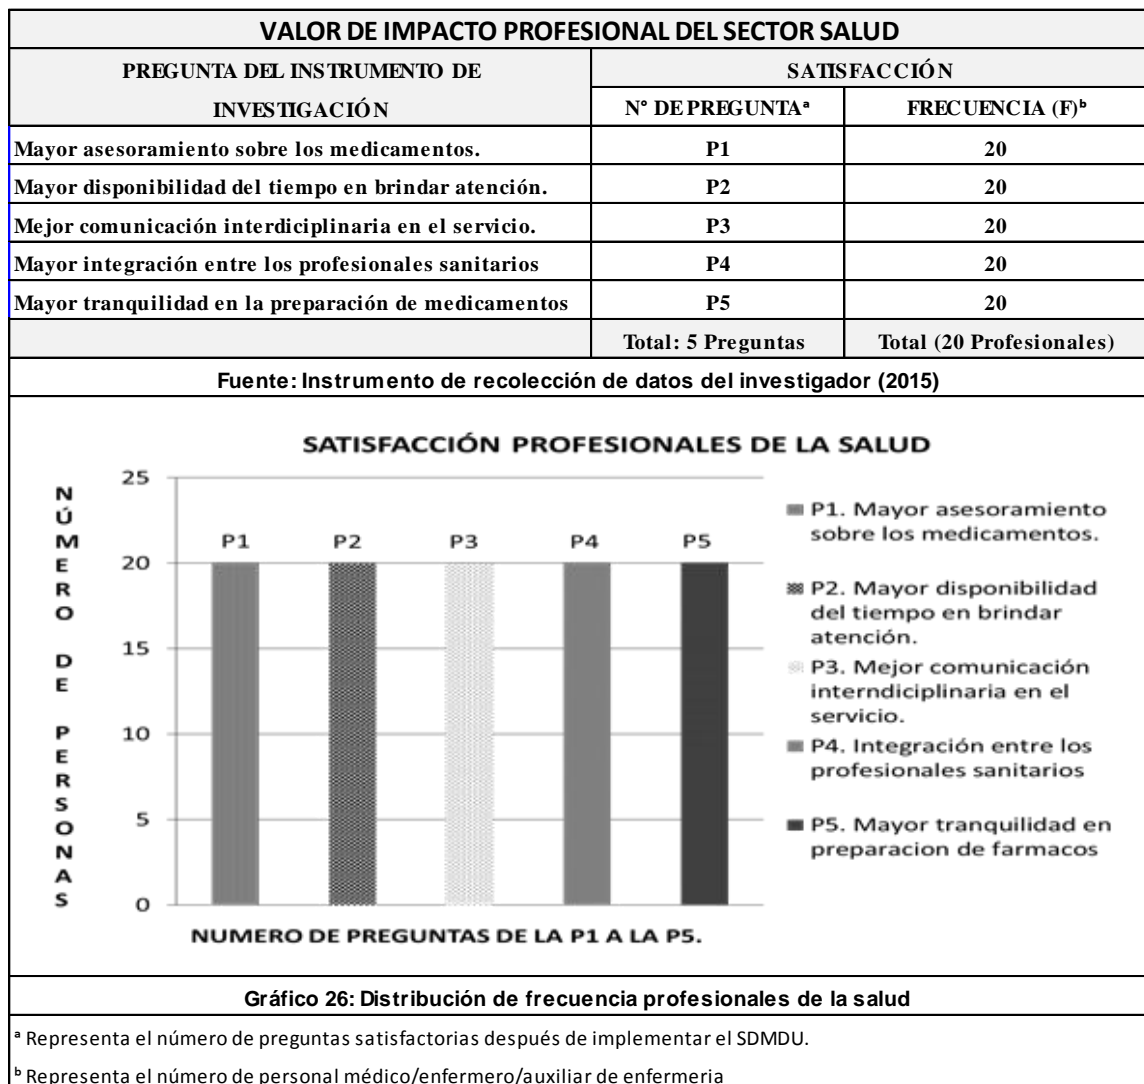 VALOR DE IMPACTO PROFESIONAL DEL SECTOR SALUD
PREGUNTA DEL INSTRUMENTO DE
INVESTIGACIÓN
SATISFACCIÓN
N° DE PREGUNTAᵃ
FRECUENCIA (F)ᵇ
Mayor asesoramiento sobre los medicamentos.
P1
20
Mayor disponibilidad del tiempo en brindar atención.
P2
20
Mejor comunicación interdiciplinaria en el servicio.
P3
20
Mayor integración entre los profesionales sanitarios
P4
20
Mayor tranquilidad en la preparación de medicamentos
P5
20
Total: 5 Preguntas
Total (20 Profesionales)
Fuente: Instrumento de recolección de datos del investigador (2015)
SATISFACCIÓN PROFESIONALES DE LA SALUD
NÚMERO DE PERSONAS
25
20
15
10
5
0
P1
P2
P3
P4
P5
NUMERO DE PREGUNTAS DE LA P1 A LA P5.
P1. Mayor asesoramiento
sobre los medicamentos.
P2. Mayor disponibilidad
del tiempo en brindar
atención.
P3. Mejor comunicación
interndiciplinaria en el
servicio.
P4. Integración entre los
profesionales sanitarios
P5. Mayor tranquilidad en
preparacion de farmacos
Gráfico 26: Distribución de frecuencia profesionales de la salud
ᵃ Representa el número de preguntas satisfactorias después de implementar el SDMDU.
ᵇ Representa el número de personal médico/enfermero/auxiliar de enfermeria